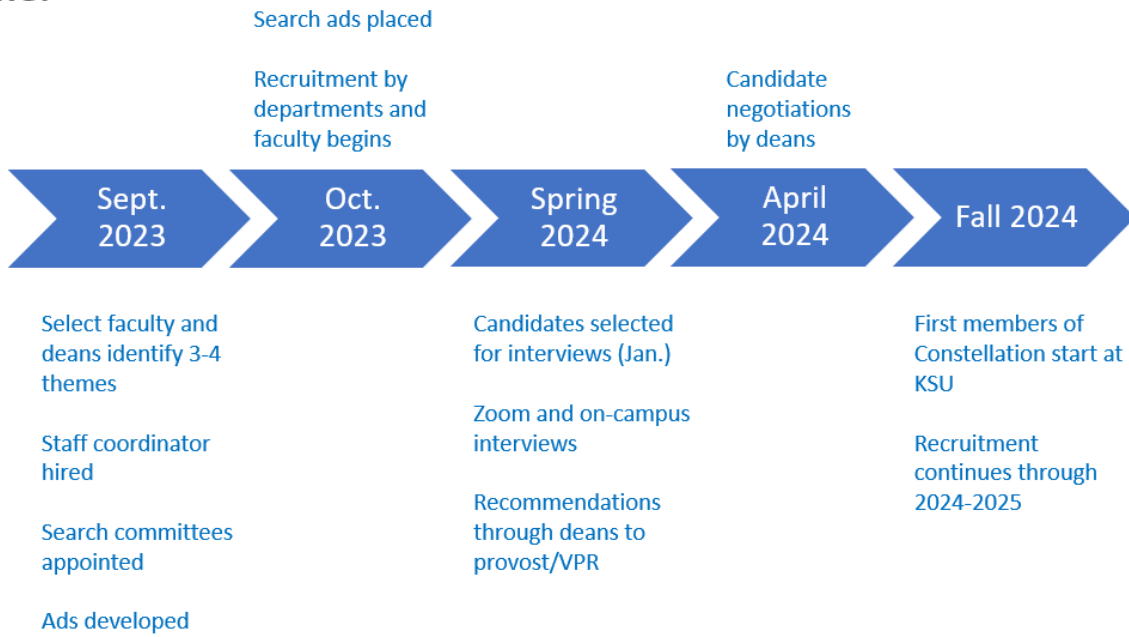 Search ads placed
Recruitment by
departments and
faculty begins
Candidate
negotiations
by deans
Sept.
2023
Oct.
2023
Spring
2024
April
2024
Fall 2024
Select faculty and
deans identify 3-4
themes
Staff coordinator
hired
Search committees
appointed
Ads developed
Candidates selected
for interviews (Jan.)
Zoom and on-campus
interviews
Recommendations
through deans to
provost/VPR
First members of
Constellation start at
KSU
Recruitment
continues through
2024-2025